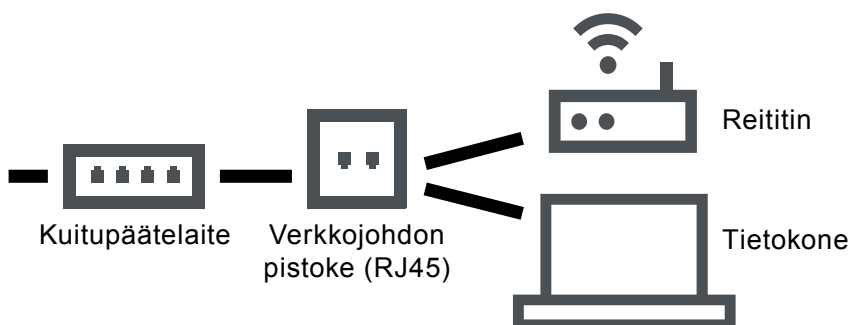 Reititin
Kuitupäätelaite
Verkkojohdon
pistoke (RJ45)
Tietokone